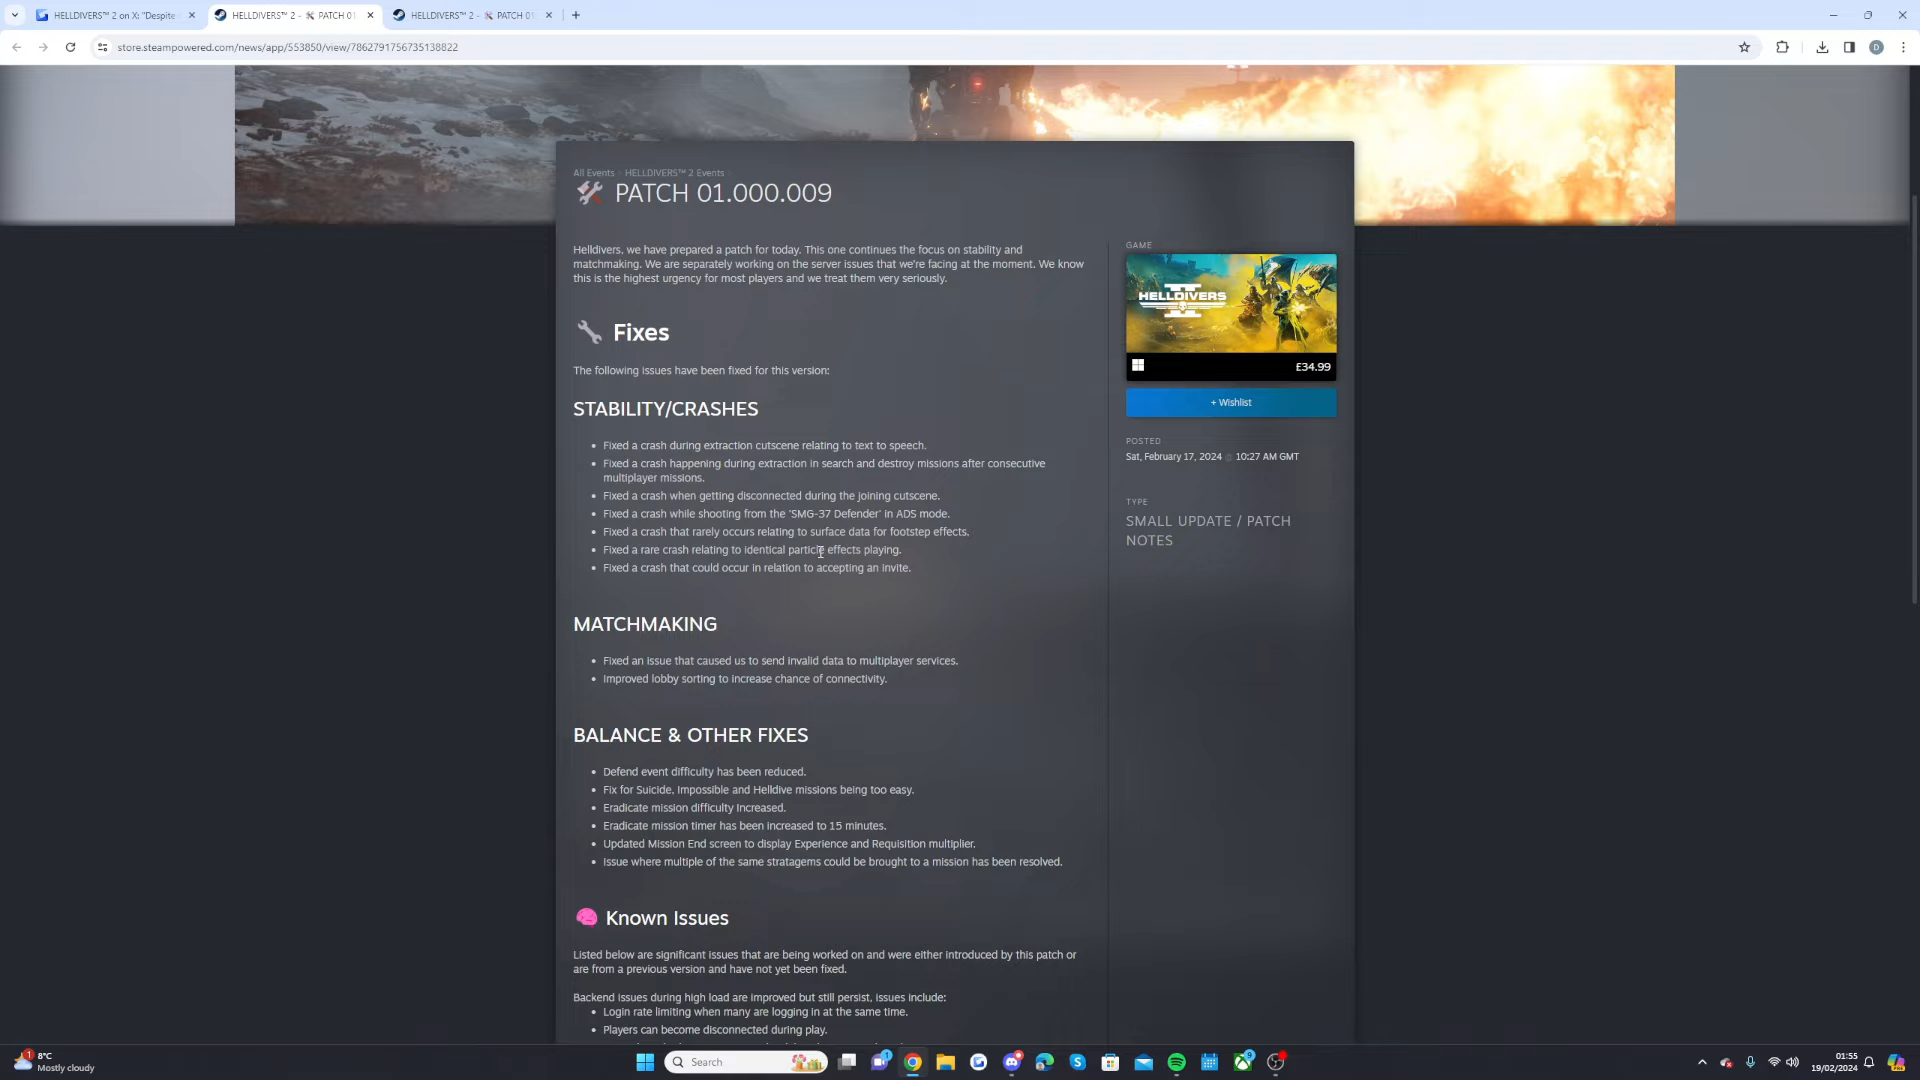 HELLDIVERS™ 2 on X: "Despite
HELLDIVERS™ 2 - 🛠️ PATCH 01
HELLDIVERS™ 2 - 🛠️ PATCH 01
store.steampowered.com/news/app/553850/view/7862791756735138822
D
All Events > HELLDIVERS™ 2 Events >
🛠️ PATCH 01.000.009
Helldivers, we have prepared a patch for today. This one continues the focus on stability and
matchmaking. We are separately working on the server issues that we're facing at the moment. We know
this is the highest urgency for most players and we treat them very seriously.
GAME
HELLDIVERS II
£34.99
+ Wishlist
POSTED
Sat, February 17, 2024 @ 10:27 AM GMT
TYPE
SMALL UPDATE / PATCH
NOTES
🔧 Fixes
The following issues have been fixed for this version:
STABILITY/CRASHES
• Fixed a crash during extraction cutscene relating to text to speech.
• Fixed a crash happening during extraction in search and destroy missions after consecutive
multiplayer missions.
• Fixed a crash when getting disconnected during the joining cutscene.
• Fixed a crash while shooting from the 'SMG-37 Defender' in ADS mode.
• Fixed a crash that rarely occurs relating to surface data for footstep effects.
• Fixed a rare crash relating to identical particle effects playing.
• Fixed a crash that could occur in relation to accepting an invite.
MATCHMAKING
• Fixed an issue that caused us to send invalid data to multiplayer services.
• Improved lobby sorting to increase chance of connectivity.
BALANCE & OTHER FIXES
• Defend event difficulty has been reduced.
• Fix for Suicide, Impossible and Helldive missions being too easy.
• Eradicate mission difficulty Increased.
• Eradicate mission timer has been increased to 15 minutes.
• Updated Mission End screen to display Experience and Requisition multiplier.
• Issue where multiple of the same stratagems could be brought to a mission has been resolved.
🧠 Known Issues
Listed below are significant issues that are being worked on and were either introduced by this patch or
are from a previous version and have not yet been fixed.
Backend issues during high load are improved but still persist, issues include:
• Login rate limiting when many are logging in at the same time.
• Players can become disconnected during play.
1
8°C
Mostly cloudy
Search
1
9
01:55
19/02/2024